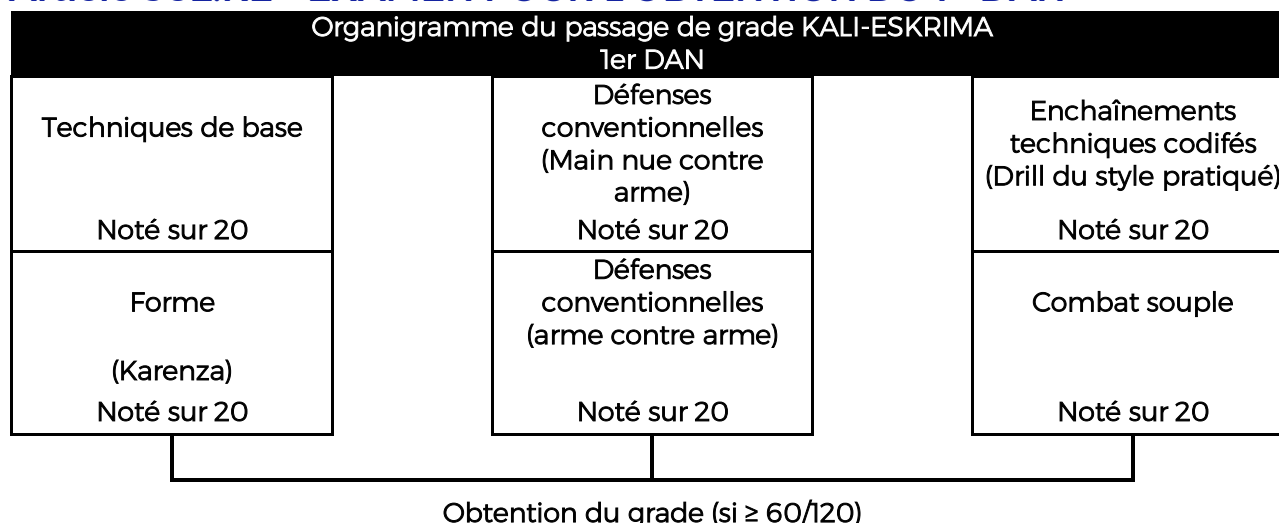 Organigramme du passage de grade KALI-ESKRIMA
1er DAN
Techniques de base
Noté sur 20
Défenses
conventionnelles
(Main nue contre
arme)
Noté sur 20
Enchaînements
techniques codifés
(Drill du style pratiqué)
Noté sur 20
Forme
(Karenza)
Noté sur 20
Défenses
conventionnelles
(arme contre arme)
Noté sur 20
Combat souple
Noté sur 20
Obtention du grade (si ≥ 60/120)